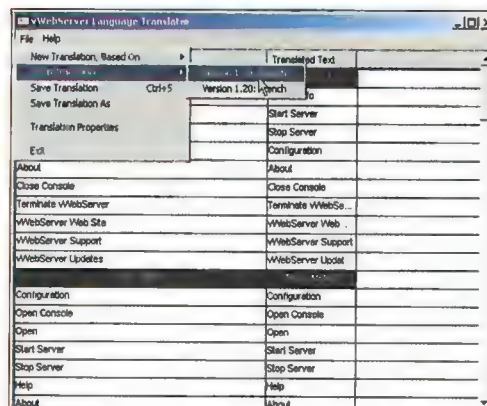 vWebServer Language Translator
File Help
New Translation, Based On
Save Translation Ctrl+S
Save Translation As
Translation Properties
Exit
Version 1.20:
Translated Text
Start Server
Stop Server
Configuration
About About
Close Console Close Console
Terminate vWebServer Terminate vWebSe...
vWebServer Web Site vWebServer Web
vWebServer Support vWebServer Support
vWebServer Updates vWebServer Updat
Configuration Configuration
Open Console Open Console
Open Open
Start Server Start Server
Stop Server Stop Server
Help Help
About About